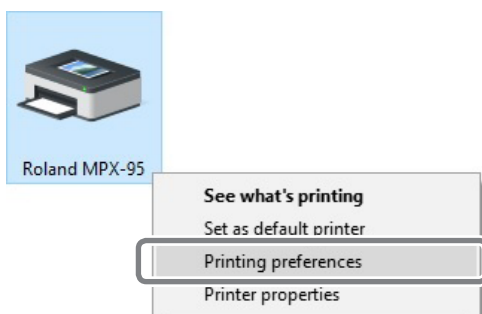 Roland MPX-95
See what's printing
Set as default printer
Printing preferences
Printer properties